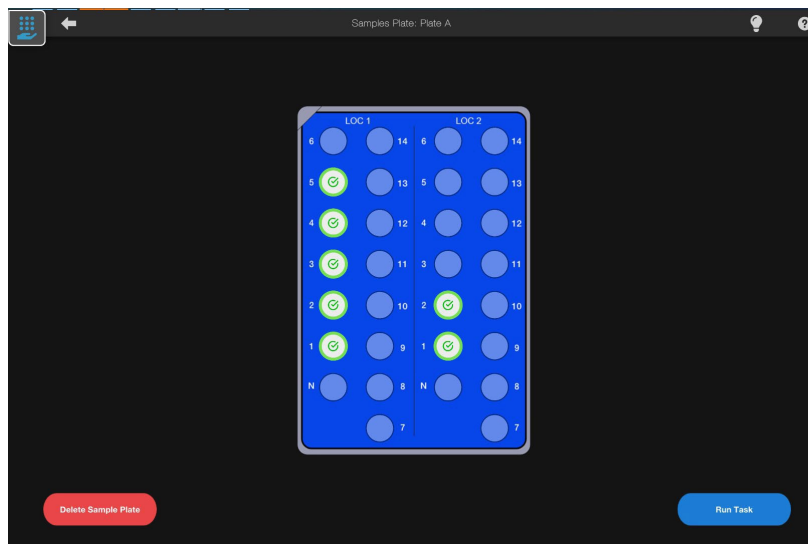 Samples Plate: Plate A
?
LOC 1 LOC 2
6 14 6 14
5 13 5 13
4 12 4 12
3 11 3 11
2 10 2 10
1 9 1 9
N 8 N 8
7 7
Delete Sample Plate
Run Task